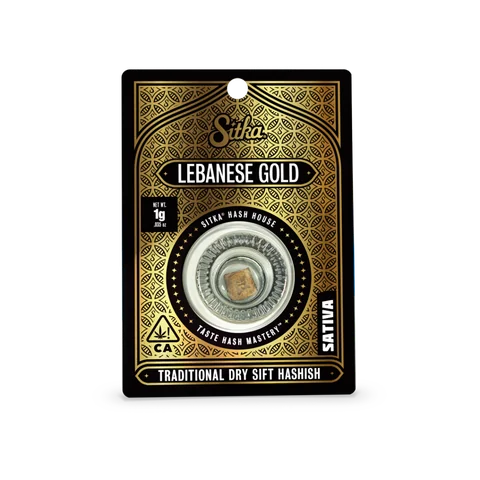 Sitka
LEBANESE GOLD
NET WT.
1g
.035 oz
SITKA® HASH HOUSE
TASTE HASH MASTERY™
CA
SATIVA
TRADITIONAL DRY SIFT HASHISH